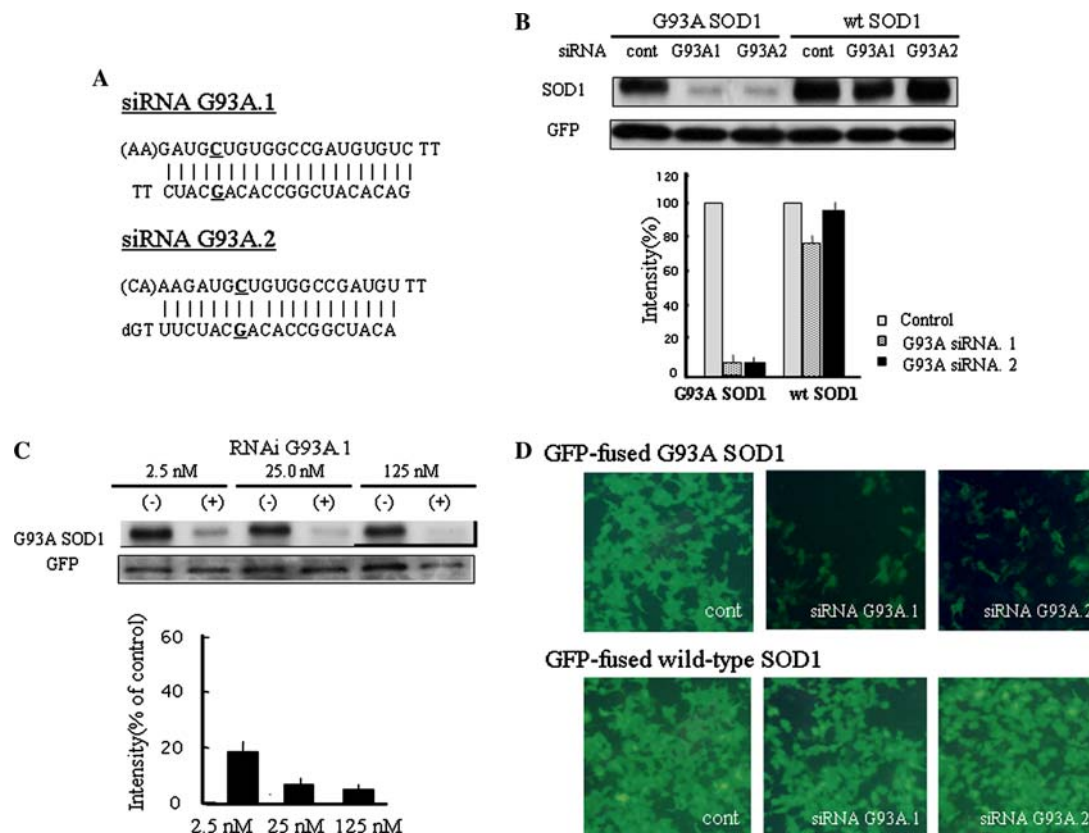 A
siRNA G93A.1
(AA)GAUGCUGUGGCCGAUGUGUC TT
TT CUACGACACCGGCUACACAG
siRNA G93A.2
(CA)AAGAUGCUGUGGCCGAUGU TT
dGT UUCUACGACACCGGCUACA
B
G93A SOD1 wt SOD1
siRNA cont G93A1 G93A2 cont G93A1 G93A2
SOD1
GFP
120
100
80
60
40
20
0
Intensity(%)
G93A SOD1 wt SOD1
Control
G93A siRNA. 1
G93A siRNA. 2
C
RNAi G93A.1
2.5 nM 25.0 nM 125 nM
(-) (+) (-) (+) (-) (+)
G93A SOD1
GFP
60
40
20
0
Intensity(% of control)
2.5 nM 25 nM 125 nM
D
GFP-fused G93A SOD1
cont siRNA G93A.1 siRNA G93A.2
GFP-fused wild-type SOD1
cont siRNA G93A.1 siRNA G93A.2